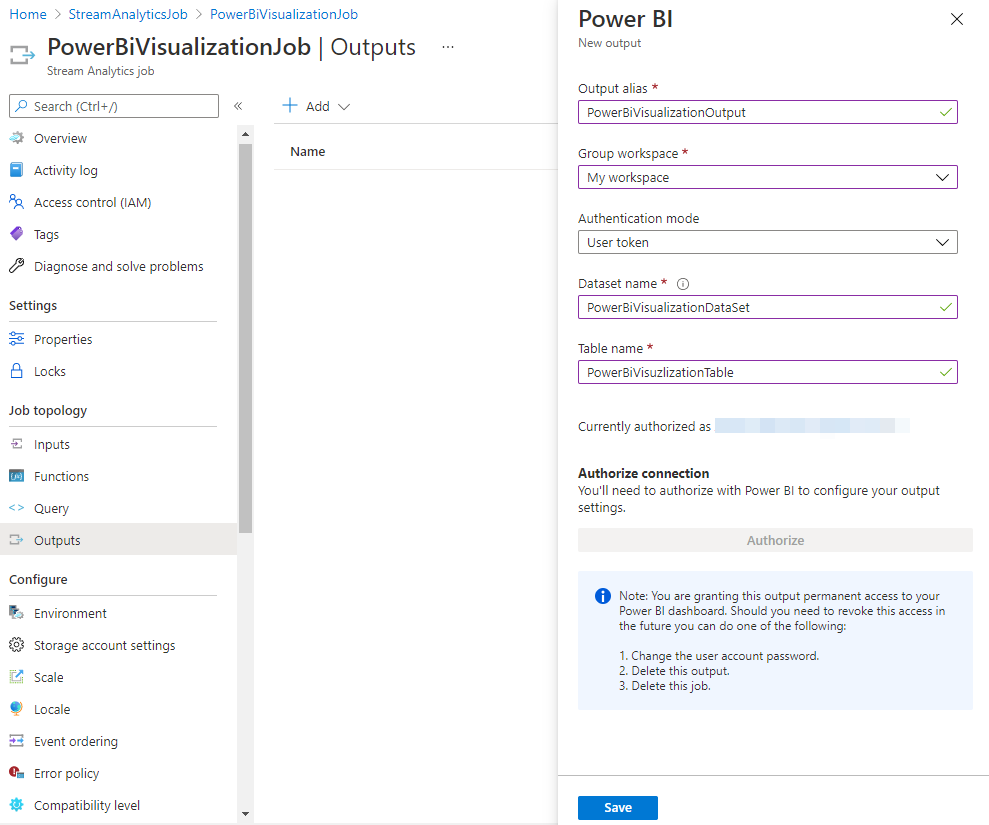 Home > StreamAnalyticsJob > PowerBiVisualizationJob
PowerBiVisualizationJob | Outputs ...
Stream Analytics job
Search (Ctrl+/)
«
Overview
Activity log
Access control (IAM)
Tags
Diagnose and solve problems
Settings
Properties
Locks
Job topology
Inputs
Functions
Query
Outputs
Configure
Environment
Storage account settings
Scale
Locale
Event ordering
Error policy
Compatibility level
+ Add
Name
Power BI
New output
Output alias *
PowerBiVisualizationOutput
Group workspace *
My workspace
Authentication mode
User token
Dataset name *
PowerBiVisualizationDataSet
Table name *
PowerBiVisuzlizationTable
Currently authorized as
Authorize connection
You'll need to authorize with Power BI to configure your output
settings.
Authorize
Note: You are granting this output permanent access to your
Power BI dashboard. Should you need to revoke this access in
the future you can do one of the following:
1. Change the user account password.
2. Delete this output.
3. Delete this job.
Save